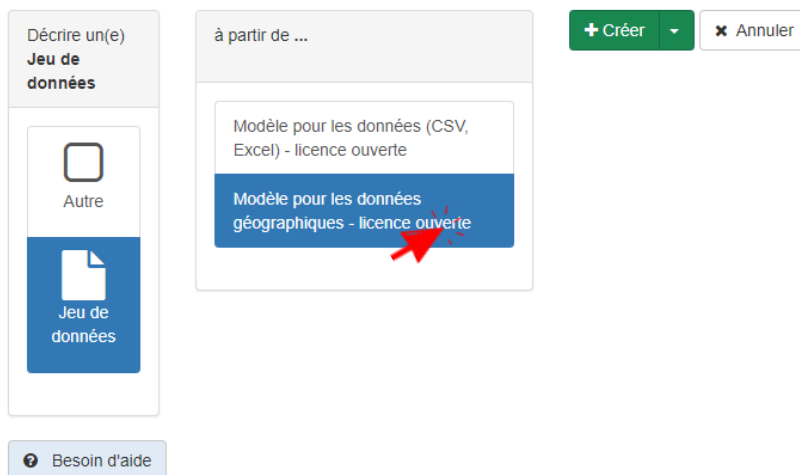 Décrire un(e)
Jeu de
données
Autre
Jeu de
données
à partir de ...
Modèle pour les données (CSV,
Excel) - licence ouverte
Modèle pour les données
géographiques - licence ouverte
Créer
Annuler
Besoin d'aide